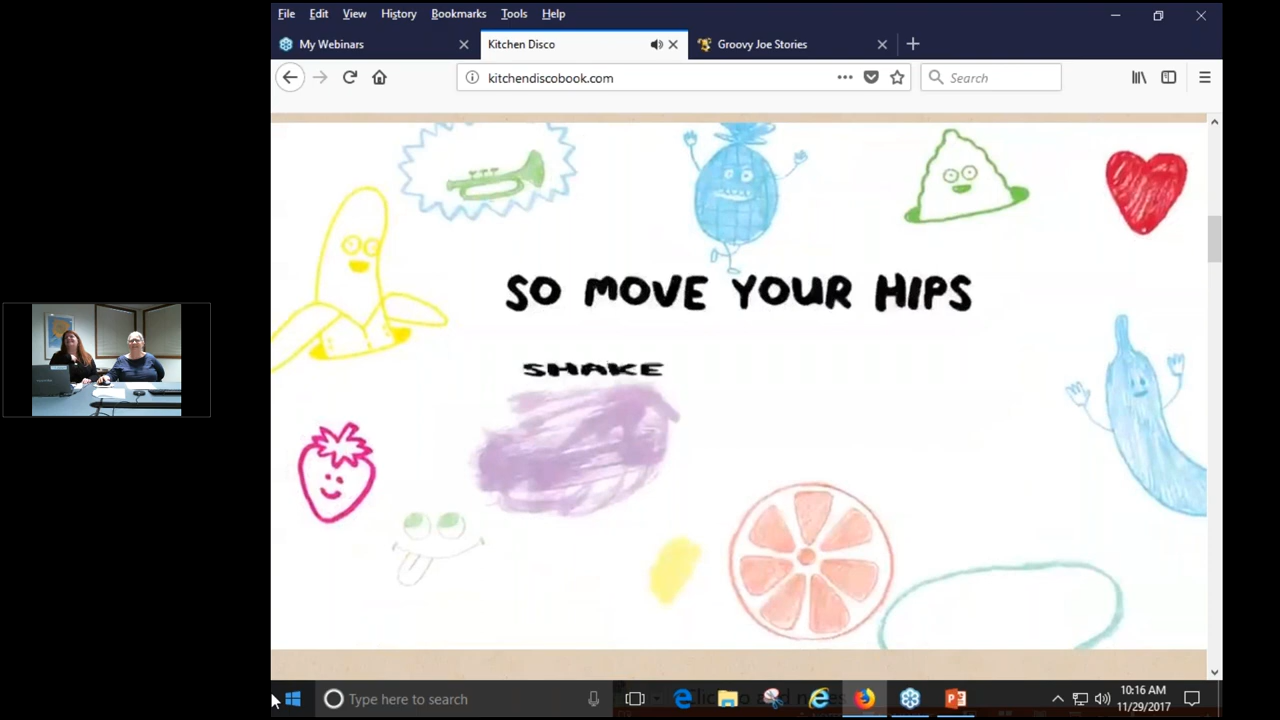 File Edit View History Bookmarks Tools Help
My Webinars Kitchen Disco Groovy Joe Stories
kitchendiscobook.com Search
SO MOVE YOUR HIPS
SHAKE
Type here to search
10:16 AM
11/29/2017